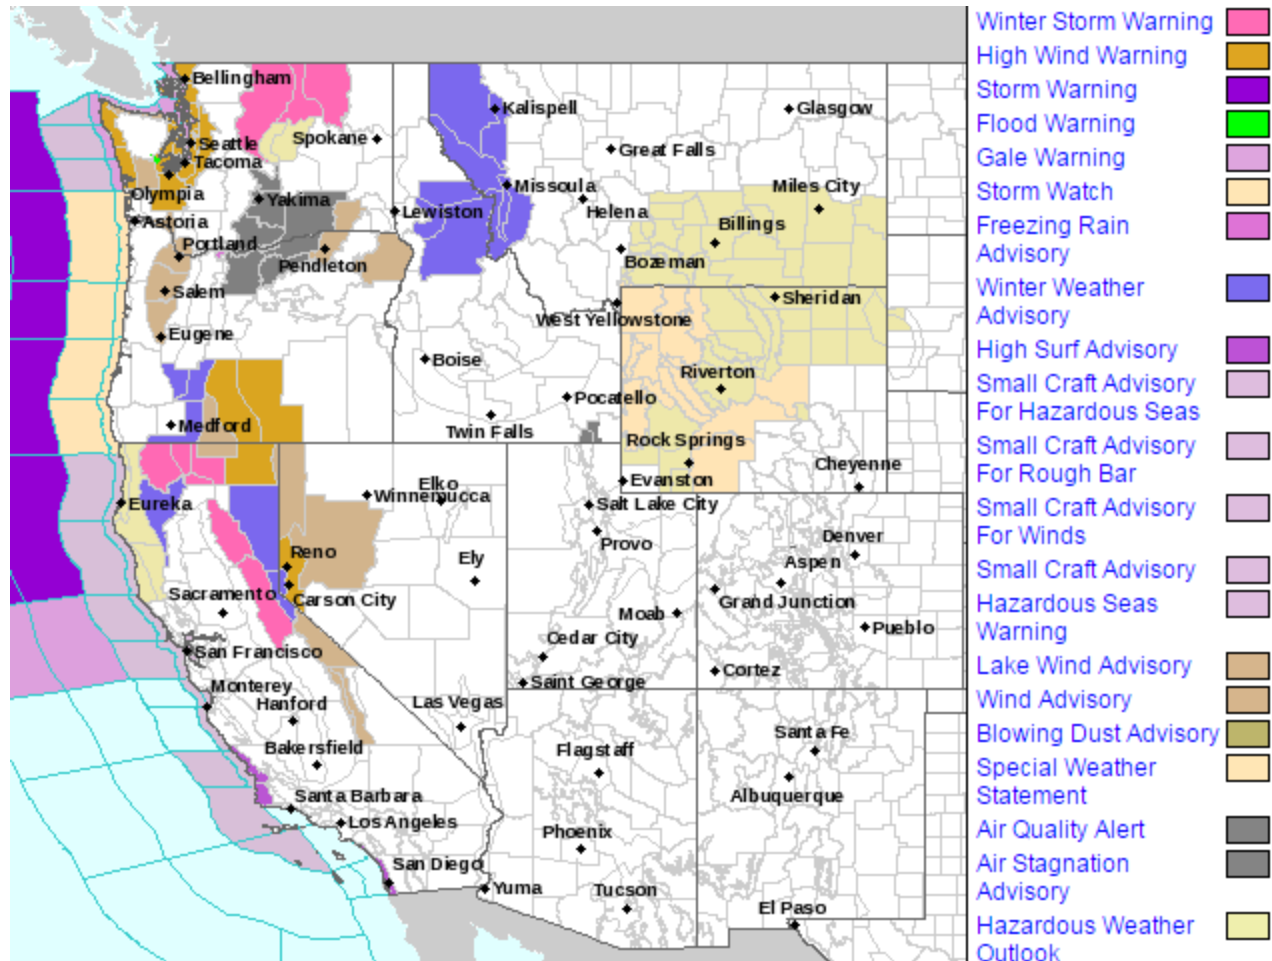 Bellingham
Seattle
Tacoma
Olympia
Spokane
Yakima
Astoria
Portland
Pendleton
Salem
Eugene
Medford
Lewiston
Kalispell
Missoula
Great Falls
Glasgow
Helena
Miles City
Billings
Bozeman
West Yellowstone
Sheridan
Boise
Pocatello
Twin Falls
Riverton
Rock Springs
Evanston
Cheyenne
Eureka
Elko
Winnemucca
Reno
Carson City
Ely
Sacramento
San Francisco
Monterey
Hanford
Bakersfield
Las Vegas
Santa Barbara
Los Angeles
San Diego
Salt Lake City
Provo
Moab
Cedar City
Saint George
Denver
Aspen
Grand Junction
Pueblo
Cortez
Flagstaff
Phoenix
Yuma
Tucson
Santa Fe
Albuquerque
El Paso
Winter Storm Warning
High Wind Warning
Storm Warning
Flood Warning
Gale Warning
Storm Watch
Freezing Rain
Advisory
Winter Weather
Advisory
High Surf Advisory
Small Craft Advisory
For Hazardous Seas
Small Craft Advisory
For Rough Bar
Small Craft Advisory
For Winds
Small Craft Advisory
Hazardous Seas
Warning
Lake Wind Advisory
Wind Advisory
Blowing Dust Advisory
Special Weather
Statement
Air Quality Alert
Air Stagnation
Advisory
Hazardous Weather
Outlook